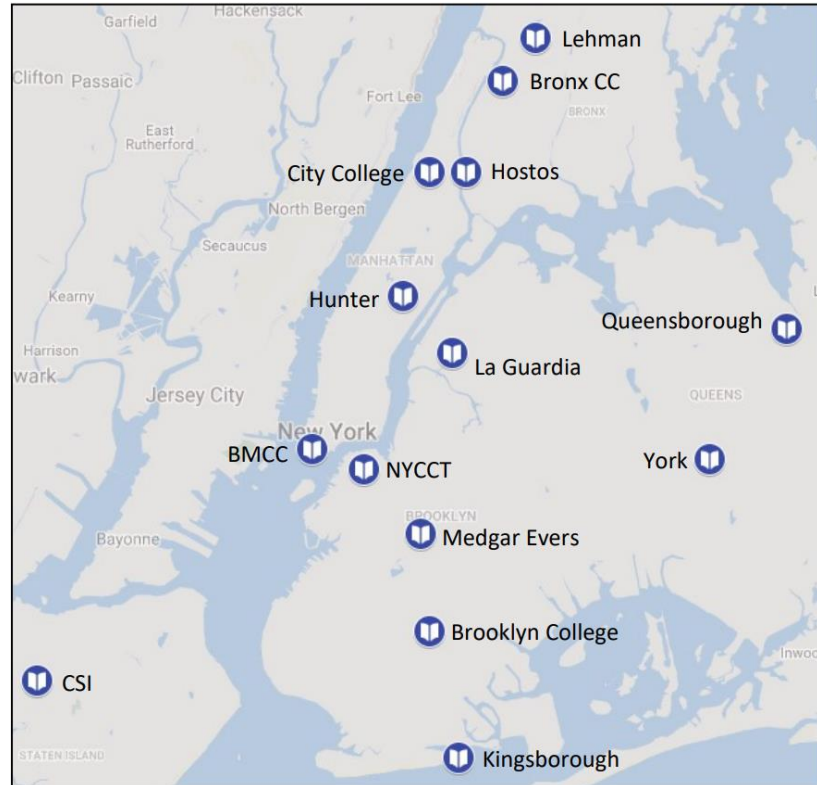 Hackensack
Garfield
Lehman
Clifton
Passaic
Bronx CC
Fort Lee
BRONX
East
Rutherford
City College
Hostos
North Bergen
Secaucus
MANHATTAN
Kearny
Hunter
Queensborough
Harrison
wark
La Guardia
Jersey City
QUEENS
New York
BMCC
NYCCT
York
BROOKLYN
Bayonne
Medgar Evers
Brooklyn College
Inwoo
CSI
STATEN ISLAND
Kingsborough